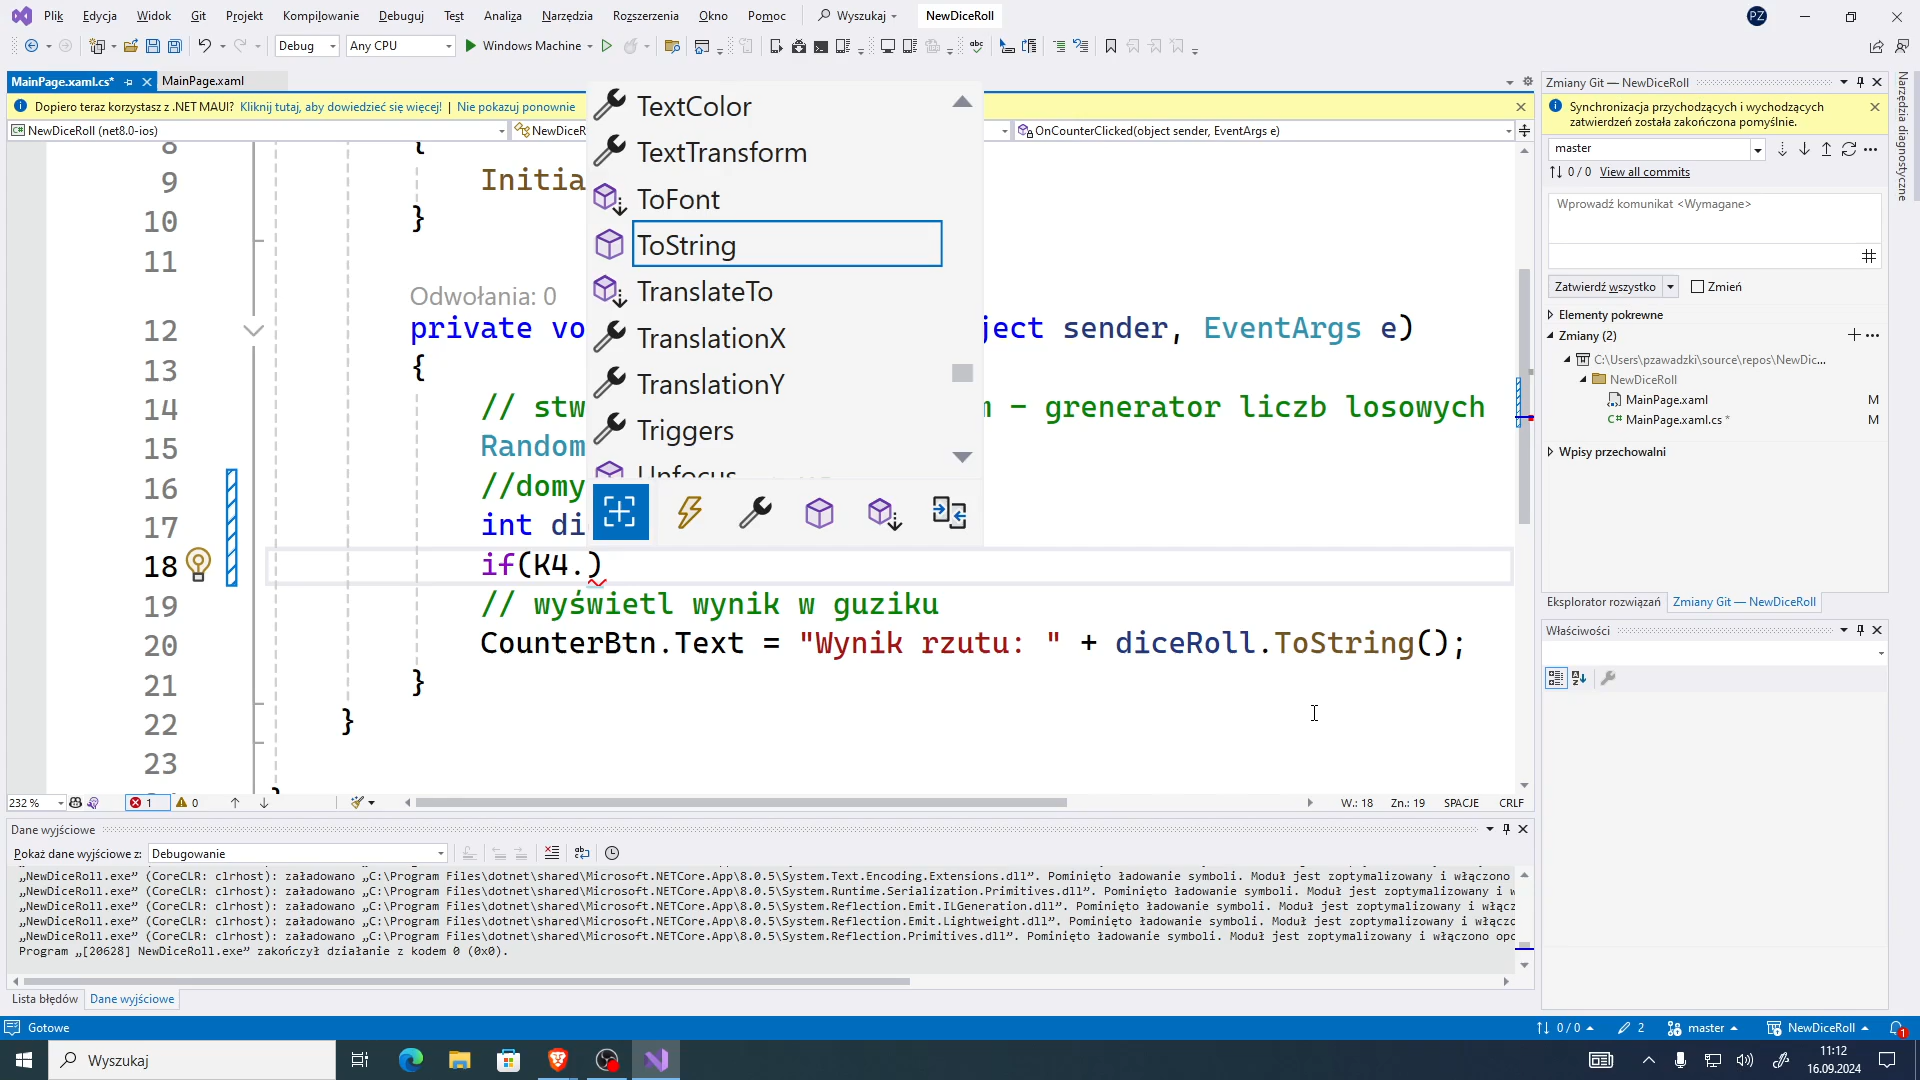 Plik Edycja Widok Git Projekt Kompilowanie Debuguj Test Analiza Narzędzia Rozszerzenia Okno Pomoc Wyszukaj NewDiceRoll PZ
Debug Any CPU Windows Machine
MainPage.xaml.cs* MainPage.xaml
Dopiero teraz korzystasz z .NET MAUI? Kliknij tutaj, aby dowiedzieć się więcej! | Nie pokazuj ponownie
NewDiceRoll (net8.0-ios) NewDiceR OnCounterClicked(object sender, EventArgs e)
TextColor
TextTransform
ToFont
ToString
TranslateTo
TranslationX
TranslationY
Triggers
Unfocus
8 {
9 Initia
10 }
11
Odwołania: 0
12 private vo ject sender, EventArgs e)
13 {
14 // stw m - grenerator liczb losowych
15 Random
16 //domy
17 int di
18 if(K4.)
19 // wyświetl wynik w guziku
20 CounterBtn.Text = "Wynik rzutu: " + diceRoll.ToString();
21 }
22 }
23
232 % 1 0 W.: 18 Zn.: 19 SPACJE CRLF
Dane wyjściowe
Pokaż dane wyjściowe z: Debugowanie
„NewDiceRoll.exe” (CoreCLR: clrhost): załadowano „C:\Program Files\dotnet\shared\Microsoft.NETCore.App\8.0.5\System.Text.Encoding.Extensions.dll”. Pominięto ładowanie symboli. Moduł jest zoptymalizowany i włączono
„NewDiceRoll.exe” (CoreCLR: clrhost): załadowano „C:\Program Files\dotnet\shared\Microsoft.NETCore.App\8.0.5\System.Runtime.Serialization.Primitives.dll”. Pominięto ładowanie symboli. Moduł jest zoptymalizowany i w
„NewDiceRoll.exe” (CoreCLR: clrhost): załadowano „C:\Program Files\dotnet\shared\Microsoft.NETCore.App\8.0.5\System.Reflection.Emit.ILGeneration.dll”. Pominięto ładowanie symboli. Moduł jest zoptymalizowany i włącz
„NewDiceRoll.exe” (CoreCLR: clrhost): załadowano „C:\Program Files\dotnet\shared\Microsoft.NETCore.App\8.0.5\System.Reflection.Emit.Lightweight.dll”. Pominięto ładowanie symboli. Moduł jest zoptymalizowany i włączo
„NewDiceRoll.exe” (CoreCLR: clrhost): załadowano „C:\Program Files\dotnet\shared\Microsoft.NETCore.App\8.0.5\System.Reflection.Primitives.dll”. Pominięto ładowanie symboli. Moduł jest zoptymalizowany i włączono opc
Program „[20628] NewDiceRoll.exe” zakończył działanie z kodem 0 (0x0).
Lista błędów Dane wyjściowe
Zmiany Git — NewDiceRoll
Synchronizacja przychodzących i wychodzących
zatwierdzeń została zakończona pomyślnie.
master
0 / 0 View all commits
Wprowadź komunikat <Wymagane>
Zatwierdź wszystko Zmień
Elementy pokrewne
Zmiany (2)
C:\Users\pzawadzki\source\repos\NewDic...
NewDiceRoll
MainPage.xaml M
MainPage.xaml.cs * M
Wpisy przechowalni
Eksplorator rozwiązań Zmiany Git — NewDiceRoll
Właściwości
Narzędzia diagnostyczne
Gotowe 0 / 0 2 master NewDiceRoll 1
Wyszukaj
11:12
16.09.2024